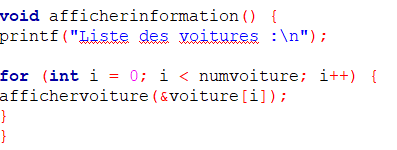 void afficherinformation() {
printf("Liste des voitures :\n");
for (int i = 0; i < numvoiture; i++) {
affichervoiture(&voiture[i]);
}
}